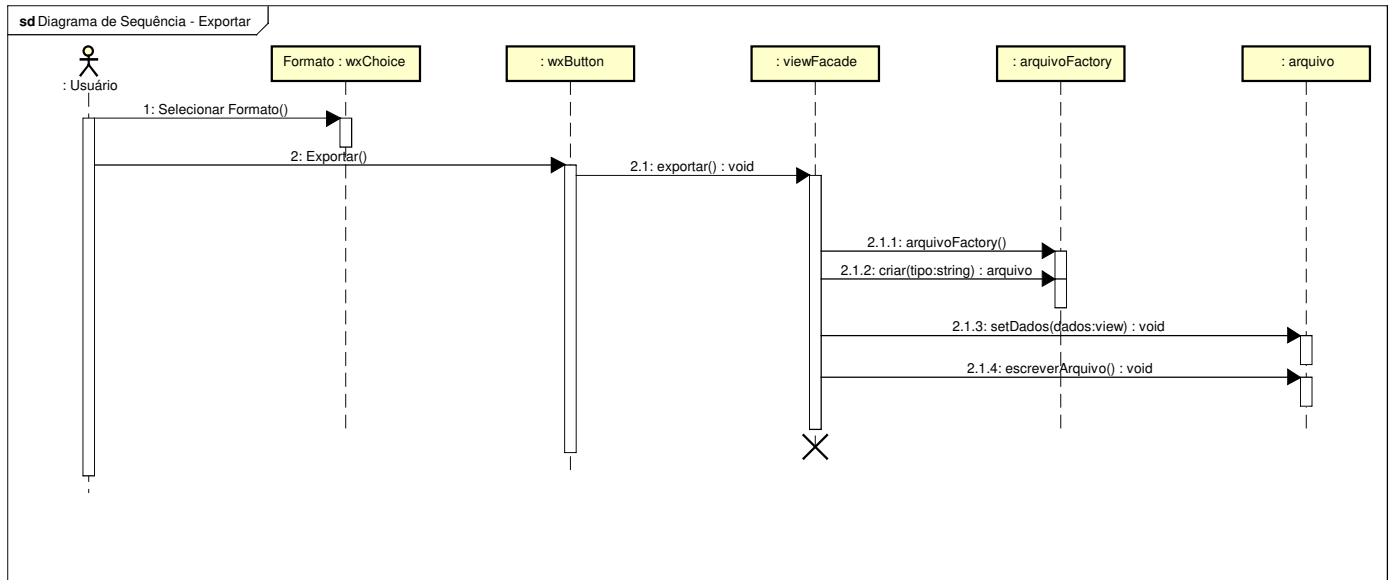 sd Diagrama de Sequência - Exportar
: Usuário
Formato : wxChoice
: wxButton
: viewFacade
: arquivoFactory
: arquivo
1: Selecionar Formato()
2: Exportar()
2.1: exportar() : void
2.1.1: arquivoFactory()
2.1.2: criar(tipo:string) : arquivo
2.1.3: setDados(dados:view) : void
2.1.4: escreverArquivo() : void